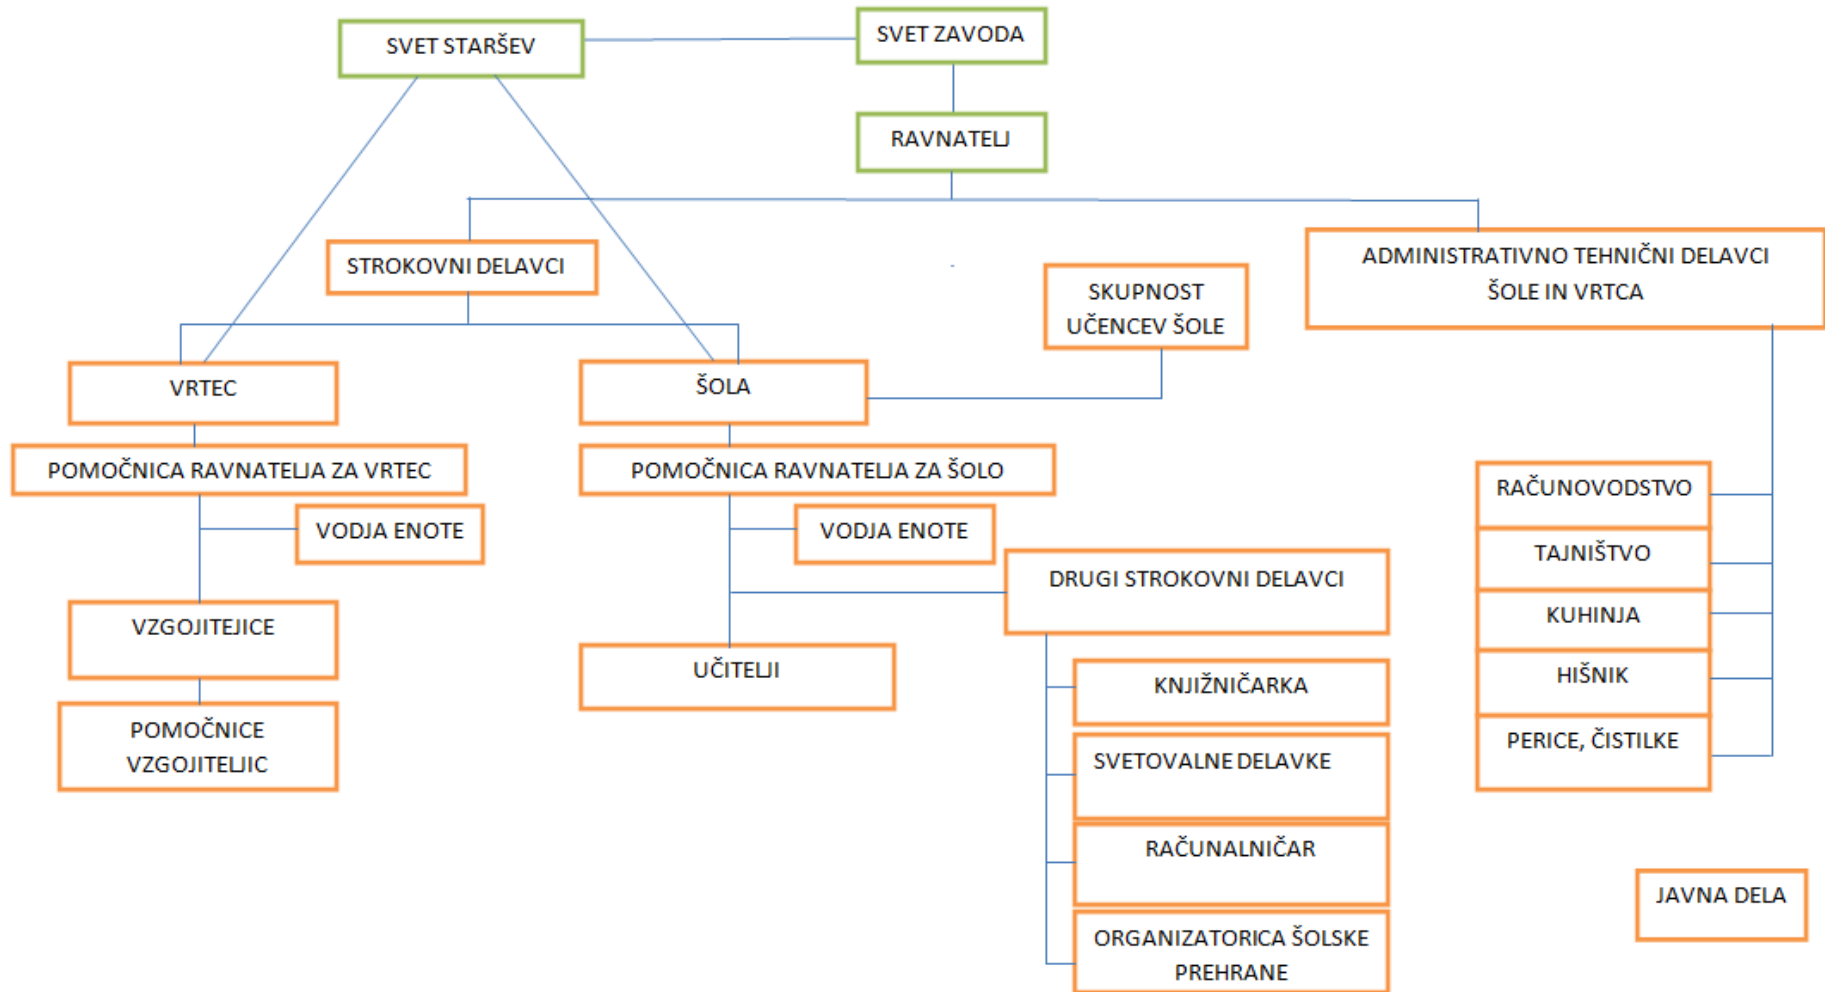 SVET STARŠEV
SVET ZAVODA
RAVNATELJ
STROKOVNI DELAVCI
ADMINISTRATIVNO TEHNIČNI DELAVCI
ŠOLE IN VRTCA
SKUPNOST
UČENCEV ŠOLE
VRTEC
ŠOLA
POMOČNICA RAVNATELJA ZA VRTEC
POMOČNICA RAVNATELJA ZA ŠOLO
VODJA ENOTE
VODJA ENOTE
VZGOJITEJICE
POMOČNICE
VZGOJITELJIC
UČITELJI
DRUGI STROKOVNI DELAVCI
KNJIŽNIČARKA
SVETOVALNE DELAVKE
RAČUNALNIČAR
ORGANIZATORICA ŠOLSKE
PREHRANE
RAČUNOVODSTVO
TAJNIŠTVO
KUHINJA
HIŠNIK
PERICE, ČISTILKE
JAVNA DELA